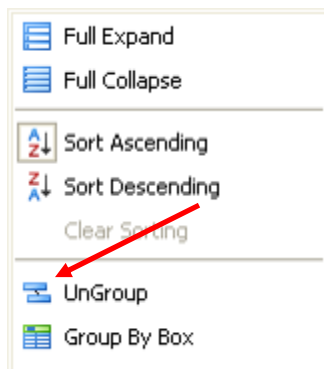 Full Expand
Full Collapse
Sort Ascending
Sort Descending
Clear Sorting
UnGroup
Group By Box